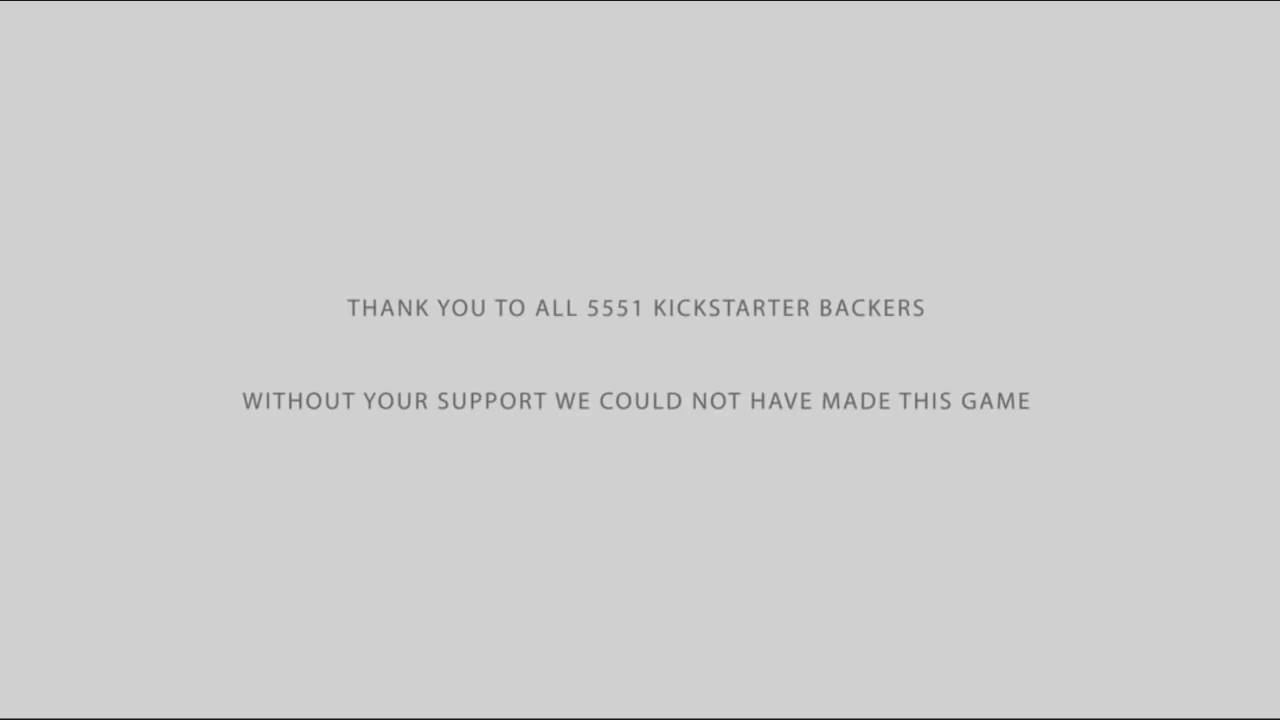 THANK YOU TO ALL 5551 KICKSTARTER BACKERS
WITHOUT YOUR SUPPORT WE COULD NOT HAVE MADE THIS GAME